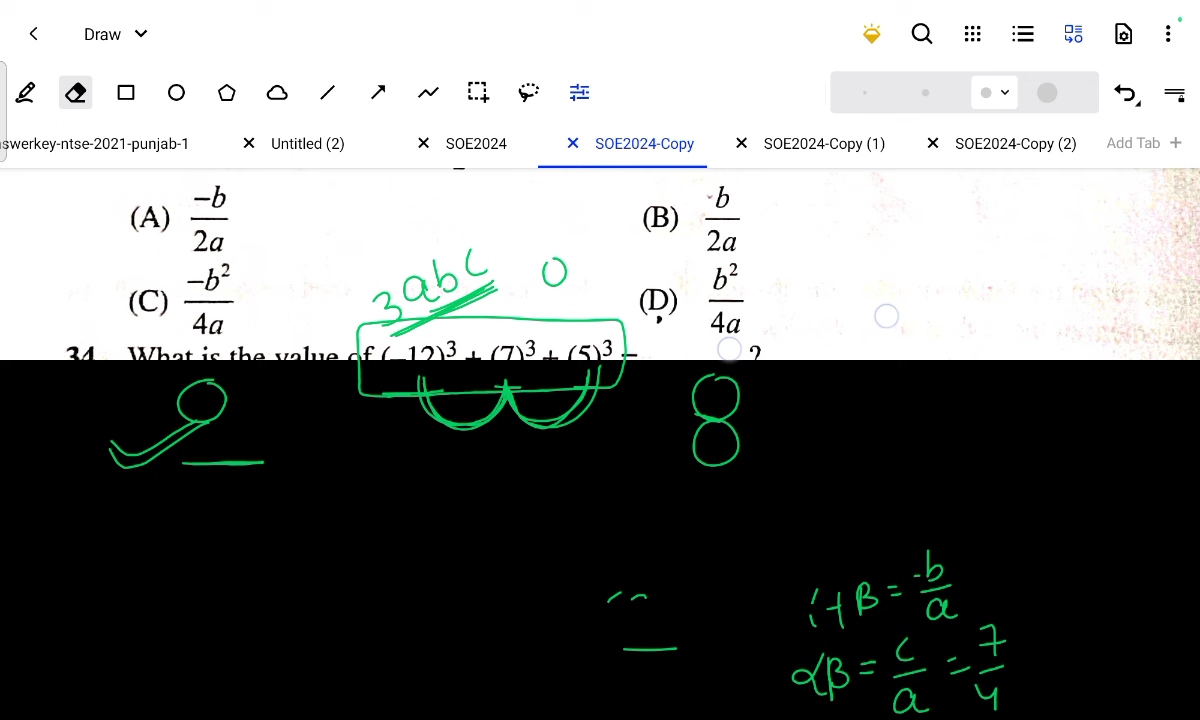 Draw
swerkey-ntse-2021-punjab-1 Untitled (2) SOE2024 SOE2024-Copy SOE2024-Copy (1) SOE2024-Copy (2) Add Tab +
(A) -b/2a (B) b/2a
3abc 0
(C) -b²/4a (D) b²/4a
34. What is the value of (-12)³ + (7)³ + (5)³ = ?
+β = -b/a
αβ = c/a = 7/4